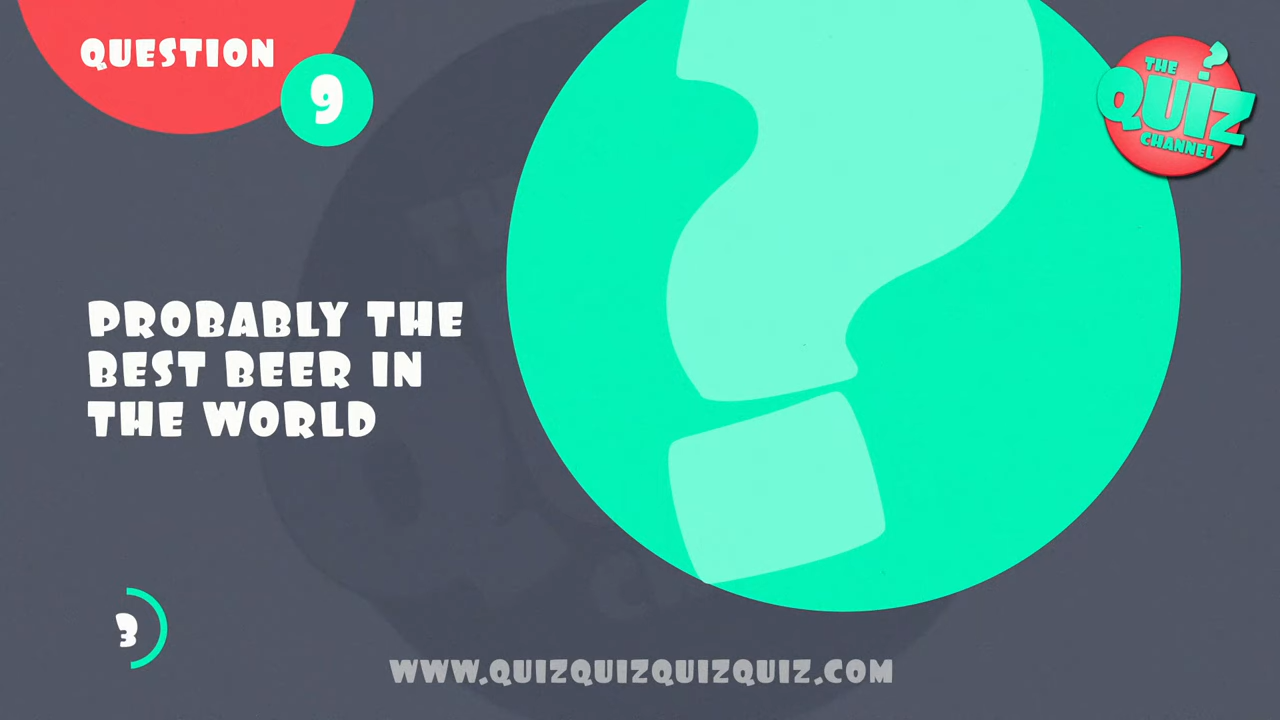 QUESTION
9
THE
QUIZ
CHANNEL
PROBABLY THE
BEST BEER IN
THE WORLD
3
WWW.QUIZQUIZQUIZQUIZ.COM